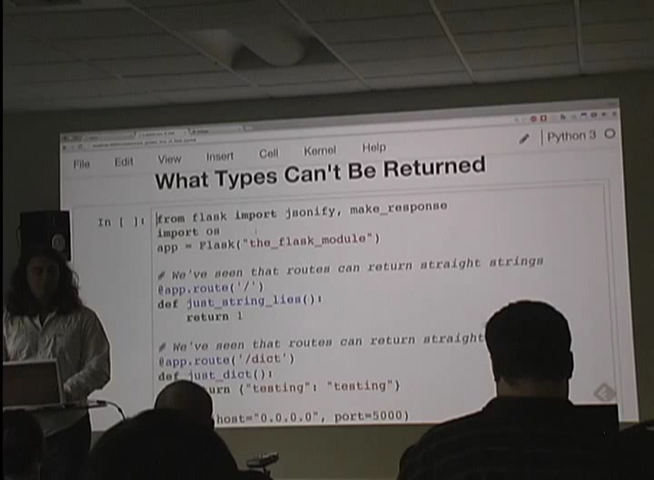 Python 3
File Edit View Insert Cell Kernel Help
What Types Can't Be Returned
In [ ]: from flask import jsonify, make_response
import os
app = Flask("the_flask_module")
# We've seen that routes can return straight strings
@app.route('/')
def just_string_lies():
return 1
# We've seen that routes can return straight
@app.route('/dict')
def just_dict():
urn {"testing": "testing"}
host="0.0.0.0", port=5000)